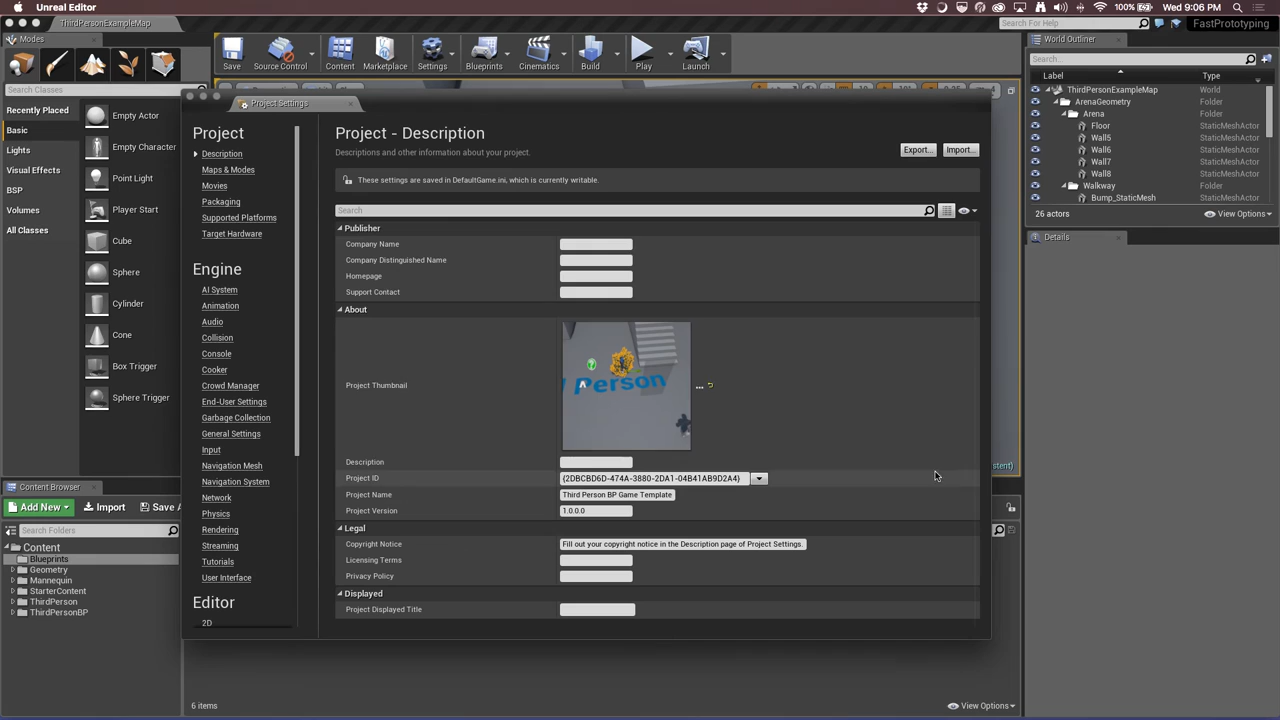 Unreal Editor
100%
Wed 9:06 PM
ThirdPersonExampleMap
Search For Help
FastPrototyping
Modes
Save
Source Control
Content
Marketplace
Settings
Blueprints
Cinematics
Build
Play
Launch
World Outliner
Search...
Label
Type
ThirdPersonExampleMap World
ArenaGeometry Folder
Arena Folder
Floor StaticMeshActor
Wall5 StaticMeshActor
Wall6 StaticMeshActor
Wall7 StaticMeshActor
Wall8 StaticMeshActor
Walkway Folder
Bump_StaticMesh StaticMeshActor
26 actors
View Options
Details
Search Classes
Recently Placed
Basic
Lights
Visual Effects
BSP
Volumes
All Classes
Empty Actor
Empty Character
Point Light
Player Start
Cube
Sphere
Cylinder
Cone
Box Trigger
Sphere Trigger
Project Settings
Project
Description
Maps & Modes
Movies
Packaging
Supported Platforms
Target Hardware
Engine
AI System
Animation
Audio
Collision
Console
Cooker
Crowd Manager
End-User Settings
Garbage Collection
General Settings
Input
Navigation Mesh
Navigation System
Network
Physics
Rendering
Streaming
Tutorials
User Interface
Editor
2D
Project - Description
Descriptions and other information about your project.
Export...
Import...
These settings are saved in DefaultGame.ini, which is currently writable.
Search
Publisher
Company Name
Company Distinguished Name
Homepage
Support Contact
About
Project Thumbnail
Person
...
Description
Project ID {2DBCBD6D-474A-3880-2DA1-04B41AB9D2A4}
Project Name Third Person BP Game Template
Project Version 1.0.0.0
Legal
Copyright Notice Fill out your copyright notice in the Description page of Project Settings.
Licensing Terms
Privacy Policy
Displayed
Project Displayed Title
Content Browser
Add New
Import
Save A
Search Folders
Content
Blueprints
Geometry
Mannequin
StarterContent
ThirdPerson
ThirdPersonBP
6 items
View Options